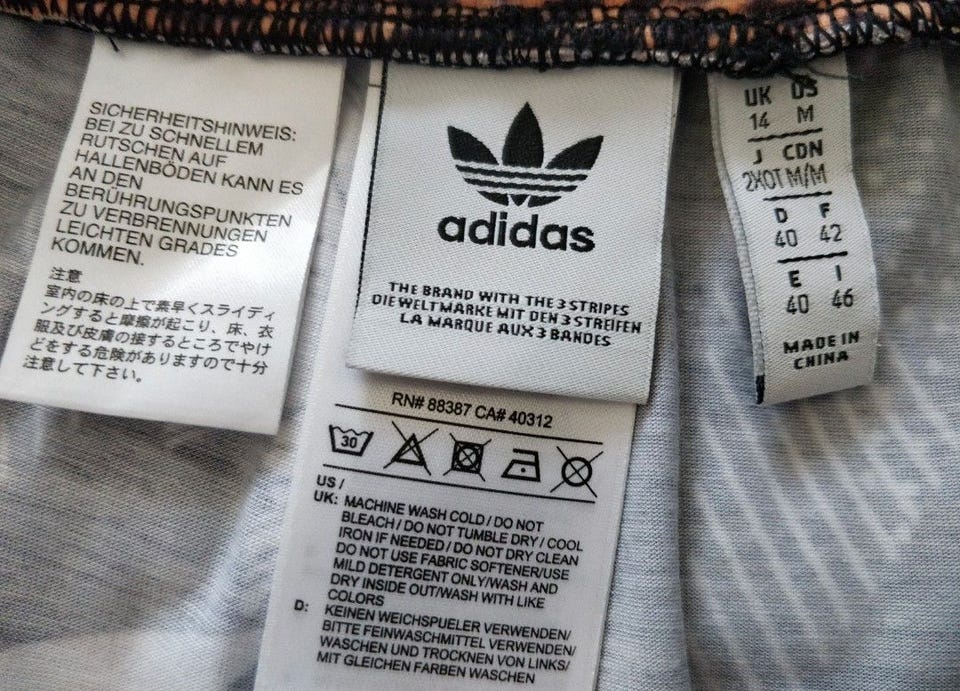 SICHERHEITSHINWEIS:
BEI ZU SCHNELLEM
RUTSCHEN AUF
HALLENBÖDEN KANN ES
AN DEN
BERÜHRUNGSPUNKTEN
ZU VERBRENNUNGEN
LEICHTEN GRADES
KOMMEN.
注意
室内の床の上で素早くスライディ
ングすると摩擦が起こり、床、衣
服及び皮膚の接するところでやけ
どをする危険がありますので十分
注意して下さい。
adidas
THE BRAND WITH THE 3 STRIPES
DIE WELTMARKE MIT DEN 3 STREIFEN
LA MARQUE AUX 3 BANDES
RN# 88387 CA# 40312
30
US /
UK: MACHINE WASH COLD / DO NOT
BLEACH / DO NOT TUMBLE DRY / COOL
IRON IF NEEDED / DO NOT DRY CLEAN
DO NOT USE FABRIC SOFTENER/USE
MILD DETERGENT ONLY/WASH AND
DRY INSIDE OUT/WASH WITH LIKE
COLORS
D: KEINEN WEICHSPUELER VERWENDEN/
BITTE FEINWASCHMITTEL VERWENDEN/
WASCHEN UND TROCKNEN VON LINKS/
MIT GLEICHEN FARBEN WASCHEN
UK US
14 M
J CDN
2XOT M/M
D F
40 42
E I
40 46
MADE IN
CHINA